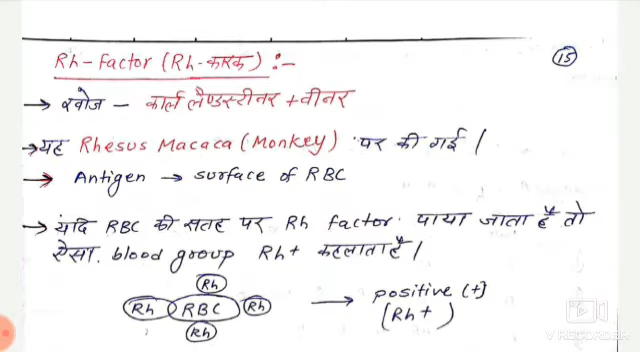 Rh-Factor (Rh-कारक) :-
15
→ खोज - कार्ल लैण्डस्टीनर + वीनर
→ यह Rhesus Macaca (Monkey) पर की गई |
→ Antigen → surface of RBC
→ यदि RBC की सतह पर Rh factor पाया जाता है तो
ऐसा blood group Rh+ कहलाता है |
Rh
Rh RBC Rh → positive (+)
Rh (Rh+)
V RECORDER